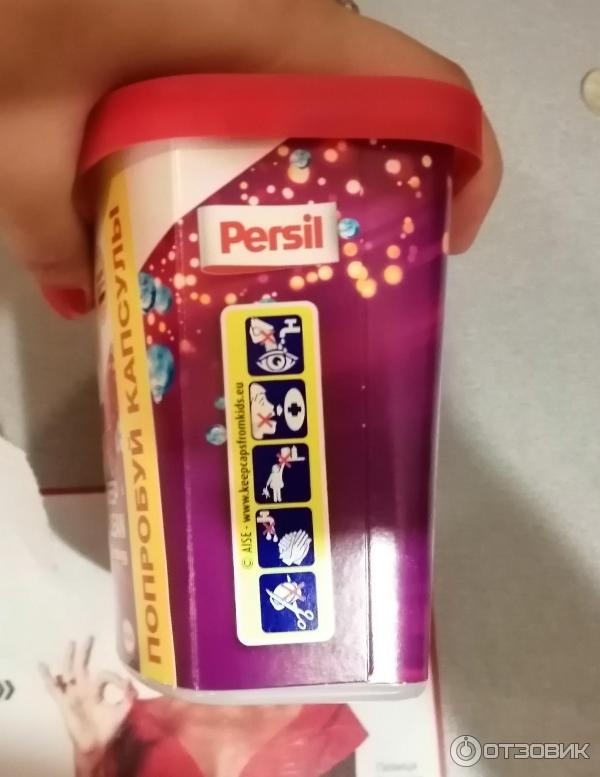 Persil
ПОПРОБУЙ КАПСУЛЫ
© AISE - www.keepcapsfromkids.eu
»
ОТЗОВИК